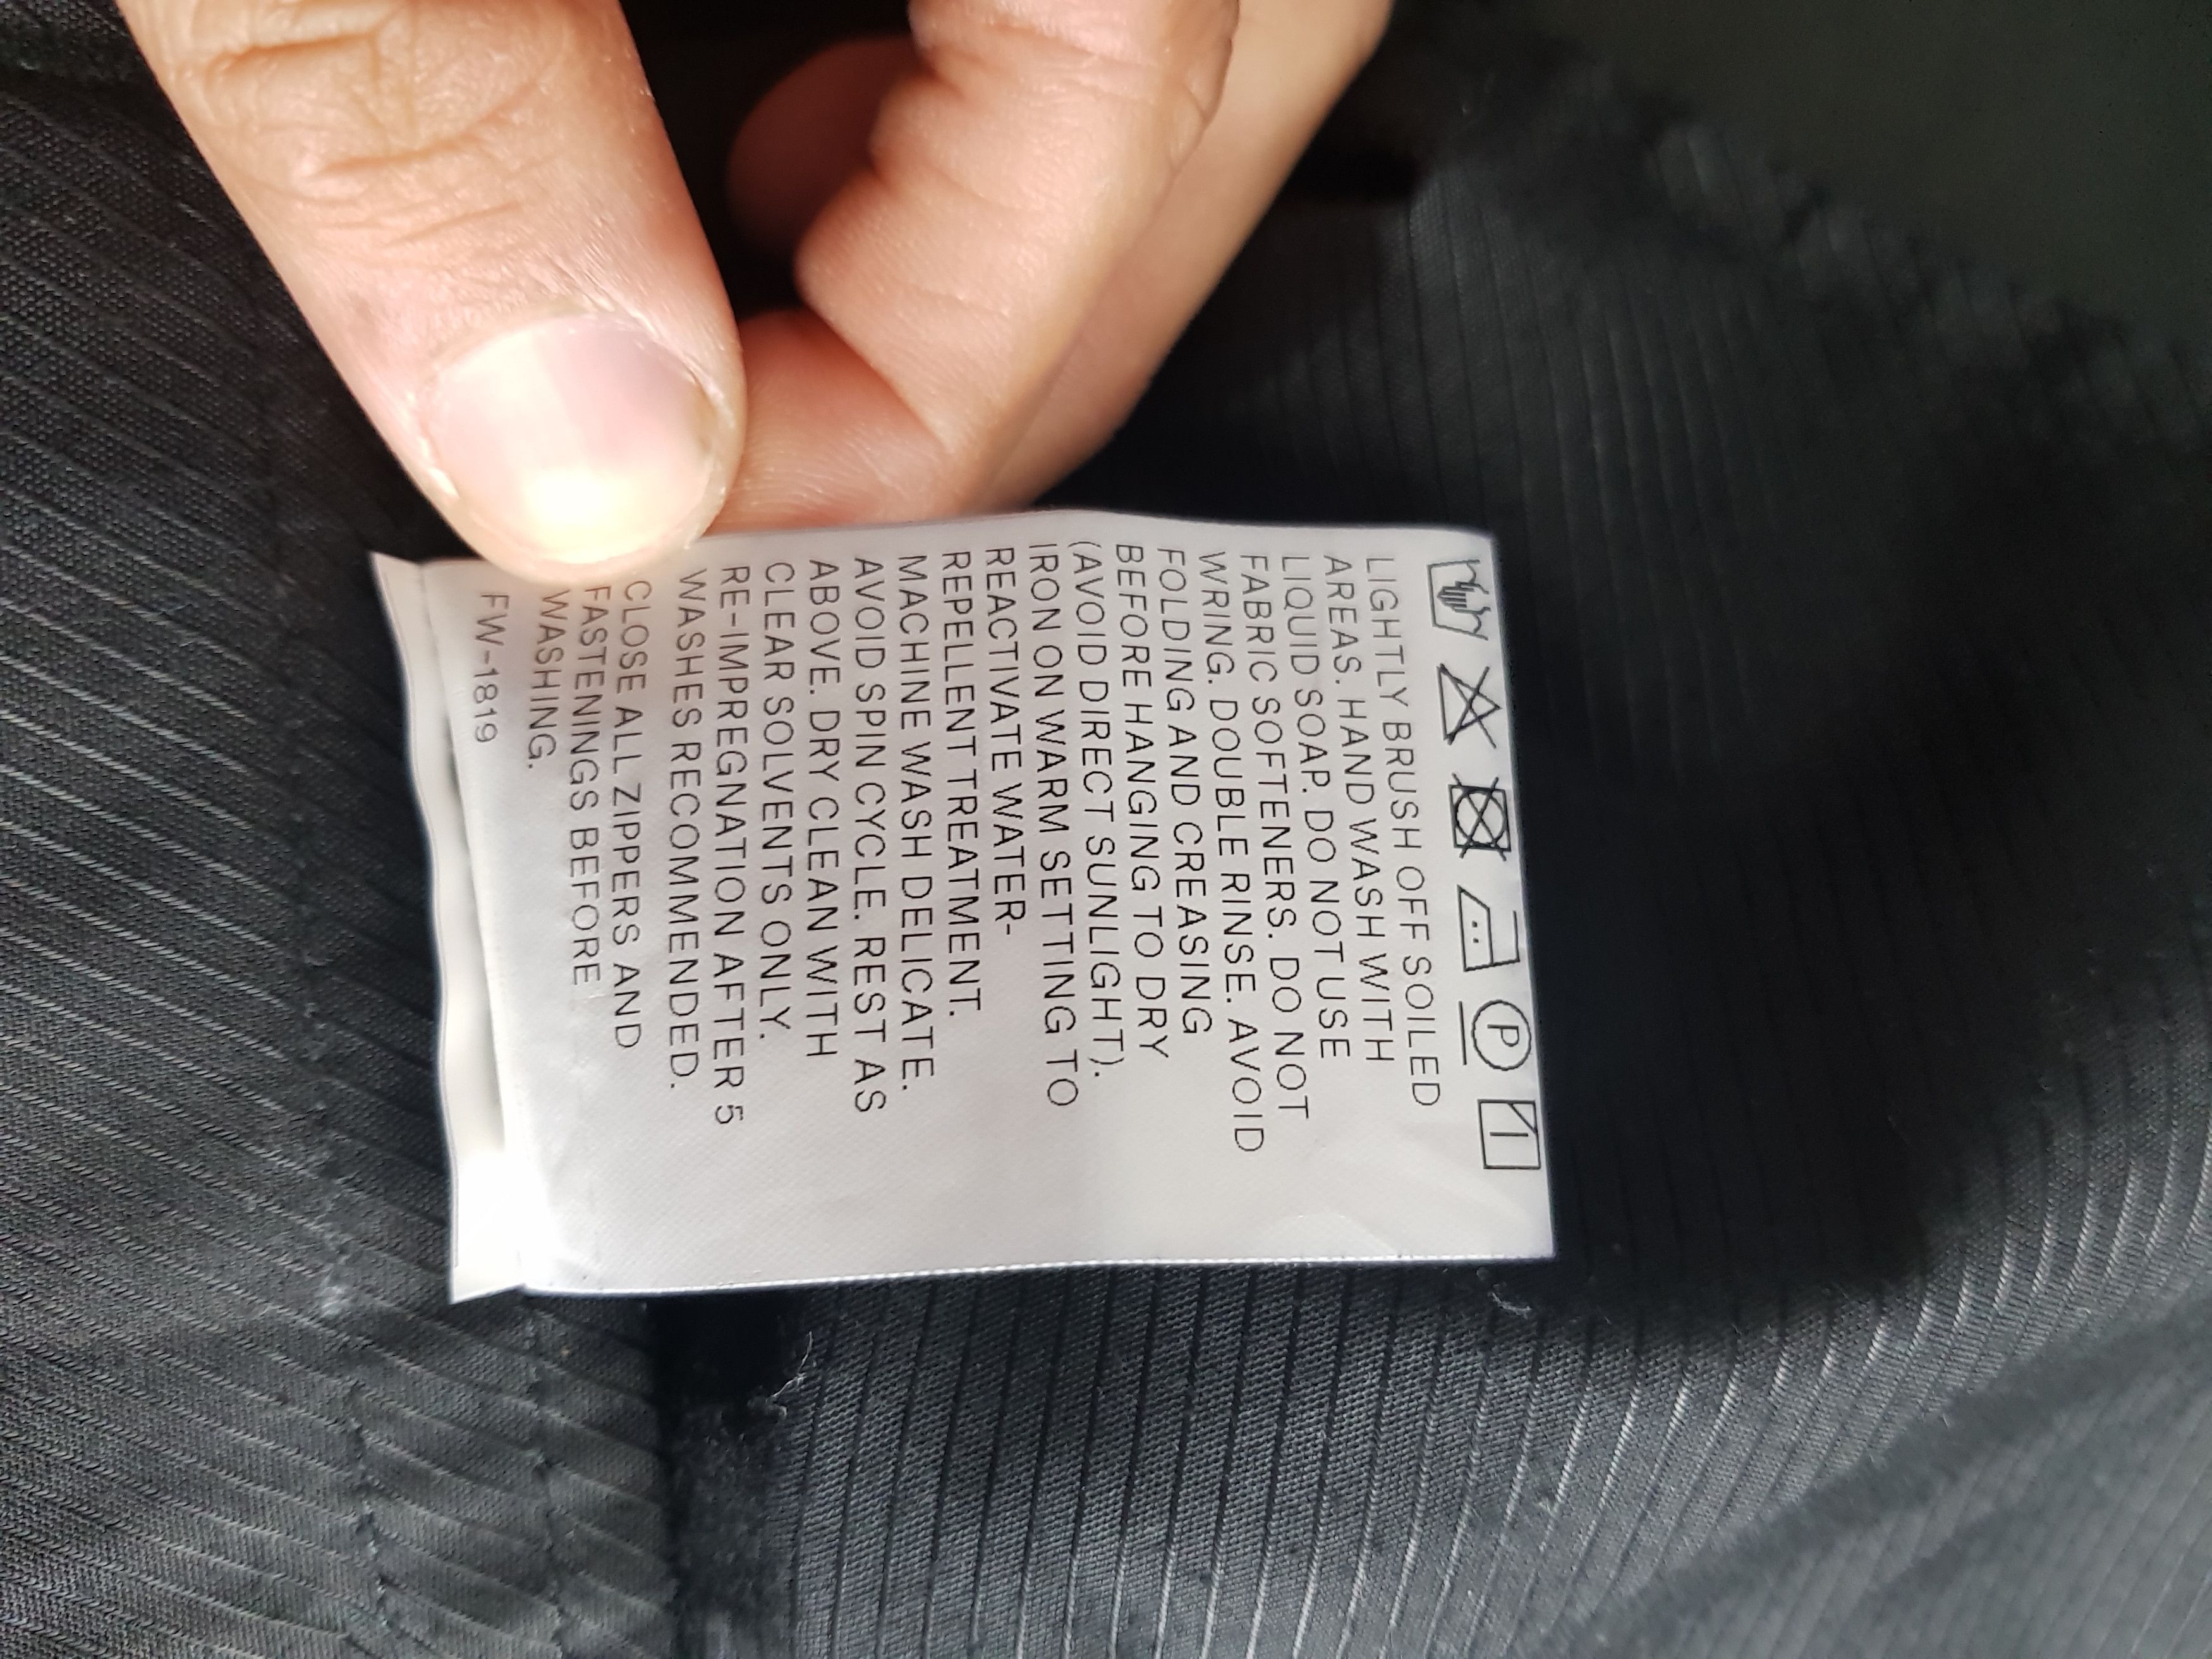 P
LIGHTLY BRUSH OFF SOILED
AREAS. HAND WASH WITH
LIQUID SOAP. DO NOT USE
FABRIC SOFTENERS. DO NOT
WRING. DOUBLE RINSE. AVOID
FOLDING AND CREASING
BEFORE HANGING TO DRY
(AVOID DIRECT SUNLIGHT).
IRON ON WARM SETTING TO
REACTIVATE WATER-
REPELLENT TREATMENT.
MACHINE WASH DELICATE.
AVOID SPIN CYCLE. REST AS
ABOVE. DRY CLEAN WITH
CLEAR SOLVENTS ONLY.
RE-IMPREGNATION AFTER 5
WASHES RECOMMENDED.
CLOSE ALL ZIPPERS AND
FASTENINGS BEFORE
WASHING.
FW-1819